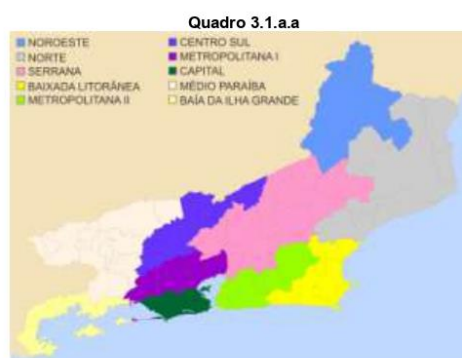 Quadro 3.1.a.a
NOROESTE
NORTE
SERRANA
BAIXADA LITORÂNEA
METROPOLITANA II
CENTRO SUL
METROPOLITANA I
CAPITAL
MÉDIO PARAÍBA
BAÍA DA ILHA GRANDE